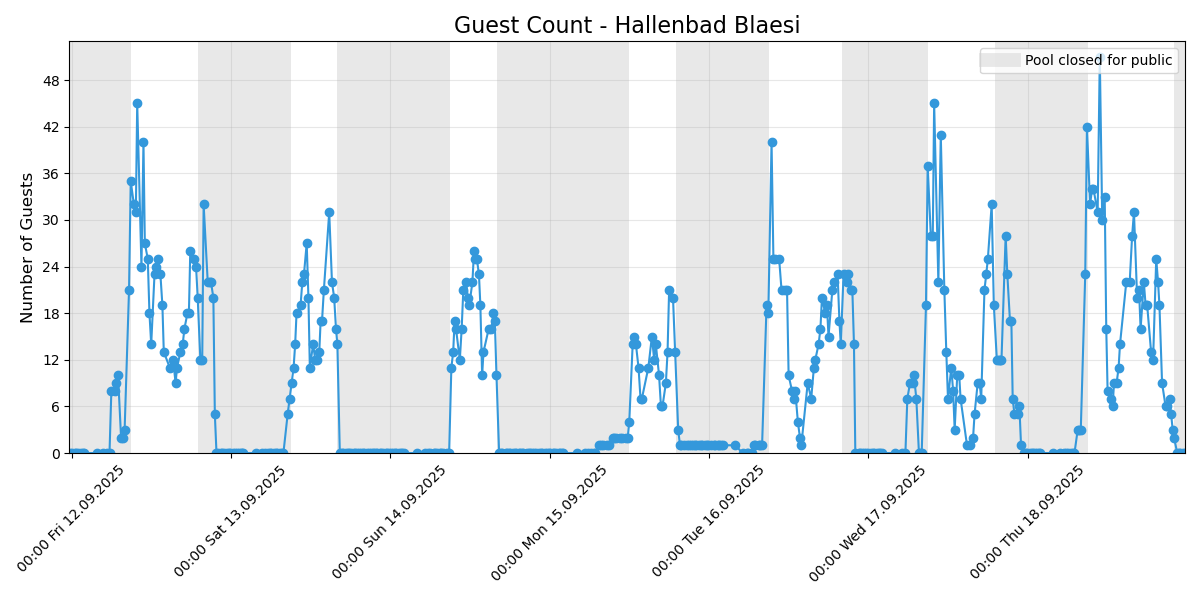 Guest Count - Hallenbad Blaesi
Pool closed for public
Number of Guests
48
42
36
30
24
18
12
6
0
00:00 Fri 12.09.2025
00:00 Sat 13.09.2025
00:00 Sun 14.09.2025
00:00 Mon 15.09.2025
00:00 Tue 16.09.2025
00:00 Wed 17.09.2025
00:00 Thu 18.09.2025